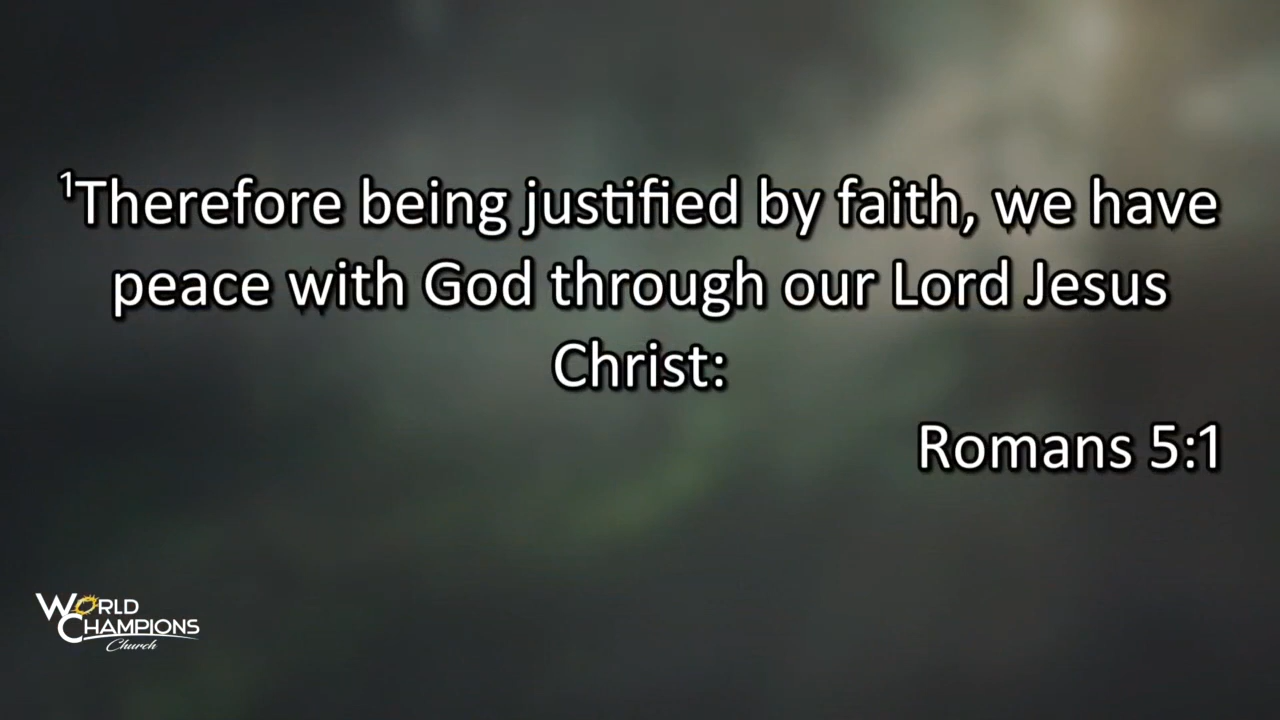 ¹Therefore being justified by faith, we have
peace with God through our Lord Jesus
Christ:
Romans 5:1
WORLD
CHAMPIONS
Church